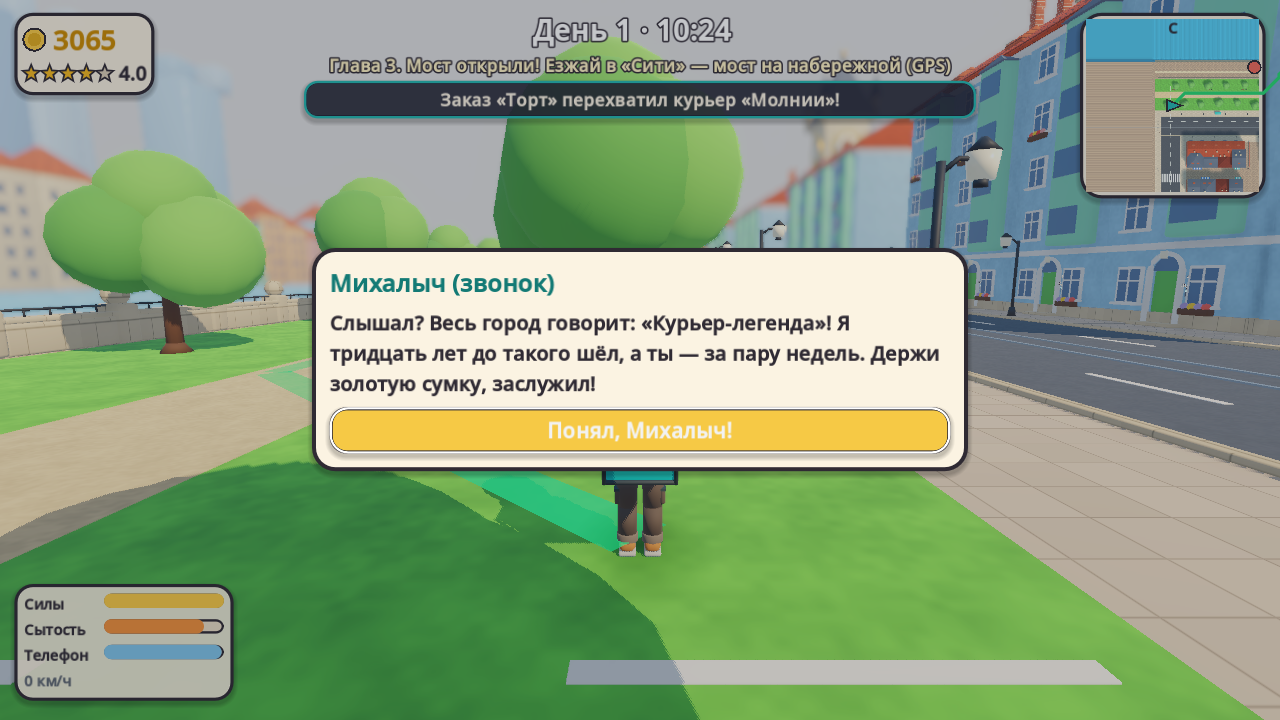 3065
4.0
День 1 · 10:24
Глава 3. Мост открыли! Езжай в «Сити» — мост на набережной (GPS)
Заказ «Торт» перехватил курьер «Молнии»!
С
Михалыч (звонок)
Слышал? Весь город говорит: «Курьер-легенда»! Я
тридцать лет до такого шёл, а ты — за пару недель. Держи
золотую сумку, заслужил!
Понял, Михалыч!
Силы
Сытость
Телефон
0 км/ч